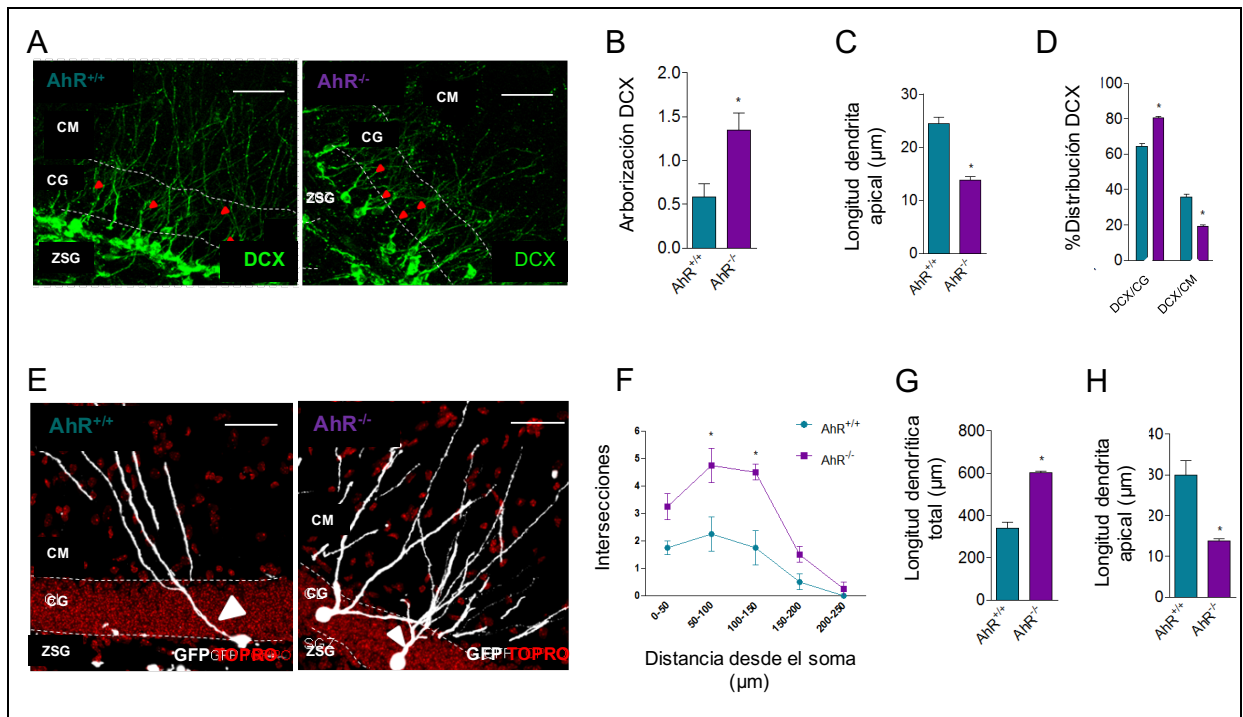 A
AhR+/+
CM
CG
ZSG
DCX
AhR-/-
CM
CG
ZSG
DCX
B
Arborización DCX
2.0
1.5
1.0
0.5
0.0
*
AhR+/+
AhR-/-
C
Longitud dendrita
apical (µm)
30
20
10
0
*
AhR+/+
AhR-/-
D
%Distribución DCX
100
80
60
40
20
0
*
*
DCX/CG
DCX/CM
E
AhR+/+
CM
CG
ZSG
GFP TOPRO
AhR-/-
CM
CG
SGZ
ZSG
GFP TOPRO
F
Intersecciones
6
5
4
3
2
1
0
*
*
AhR+/+
AhR-/-
0-50
50-100
100-150
150-200
200-250
Distancia desde el soma
(µm)
G
Longitud dendrítica
total (µm)
800
600
400
200
0
*
AhR+/+
AhR-/-
H
Longitud dendrita
apical (µm)
40
30
20
10
0
*
AhR+/+
AhR-/-